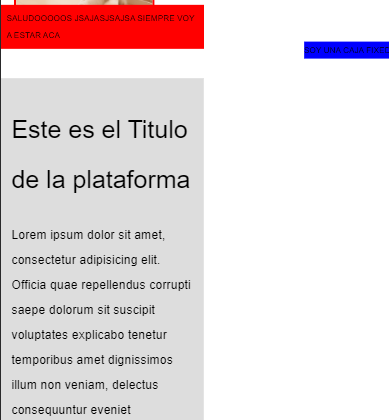 SALUDOOOOOS JSAJASJSAJSA SIEMPRE VOY
A ESTAR ACA
SOY UNA CAJA
Este es el Titulo
de la plataforma
Lorem ipsum dolor sit amet,
consectetur adipisicing elit.
Officia quae repellendus corrupti
saepe dolorum sit suscipit
voluptates explicabo tenetur
temporibus amet dignissimos
illum non veniam, delectus
consequuntur eveniet